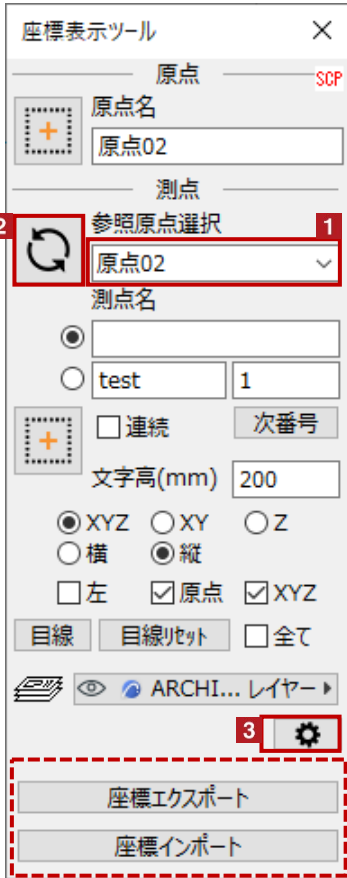 座標表示ツール
原点
SCP
原点名
原点02
測点
2
参照原点選択
1
原点02
測点名
test 1
連続 次番号
文字高(mm) 200
XYZ XY Z
横 縦
左 原点 XYZ
目線 目線リセット 全て
ARCHI... レイヤー
3
座標エクスポート
座標インポート